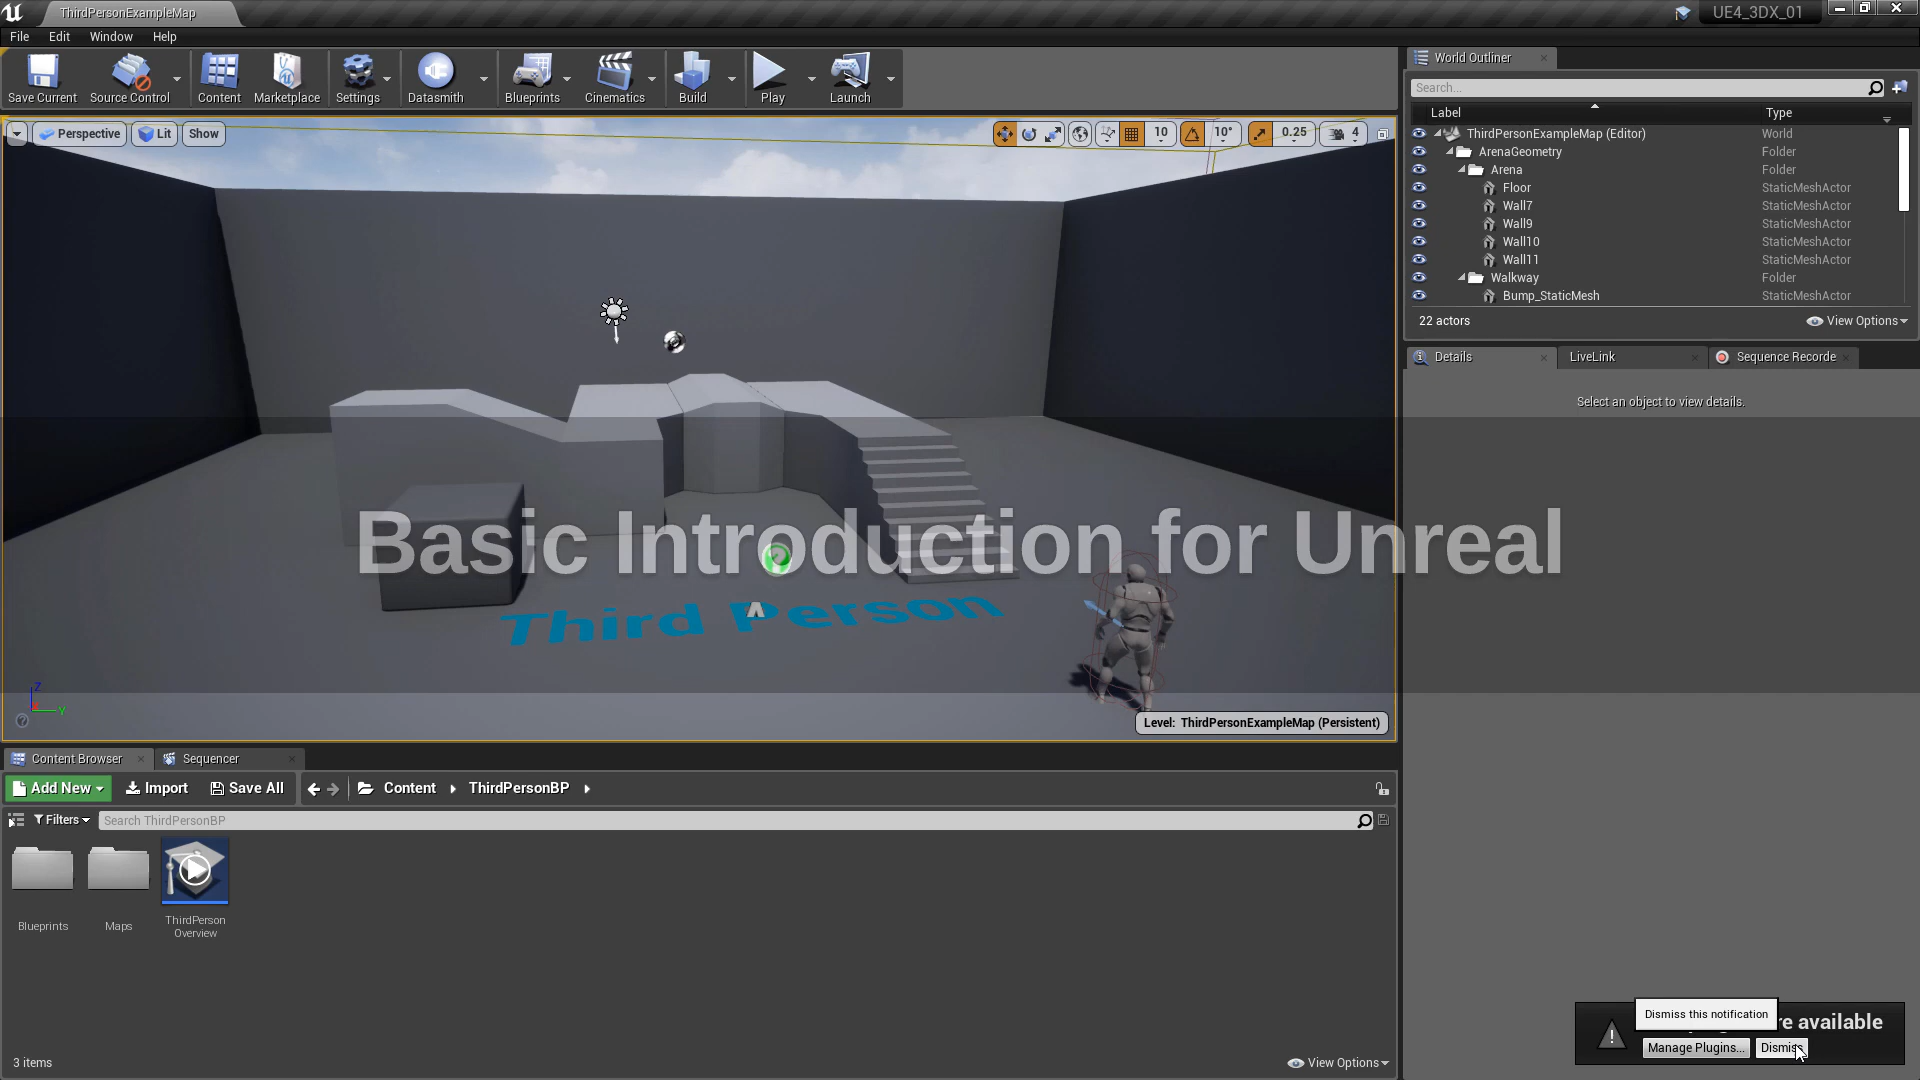 ThirdPersonExampleMap
UE4_3DX_01
File Edit Window Help
Save Current Source Control Content Marketplace Settings Datasmith Blueprints Cinematics Build Play Launch
World Outliner
Search...
Label Type
ThirdPersonExampleMap (Editor) World
ArenaGeometry Folder
Arena Folder
Floor StaticMeshActor
Wall7 StaticMeshActor
Wall9 StaticMeshActor
Wall10 StaticMeshActor
Wall11 StaticMeshActor
Walkway Folder
Bump_StaticMesh StaticMeshActor
22 actors View Options
Perspective Lit Show 10 10° 0.25 4
Details LiveLink Sequence Recorde
Select an object to view details.
Basic Introduction for Unreal
Third Person
Z
Y
Level: ThirdPersonExampleMap (Persistent)
Content Browser Sequencer
Add New Import Save All Content ThirdPersonBP
Filters Search ThirdPersonBP
Blueprints Maps ThirdPerson
Overview
3 items View Options
Dismiss this notification
available
Manage Plugins... Dismiss